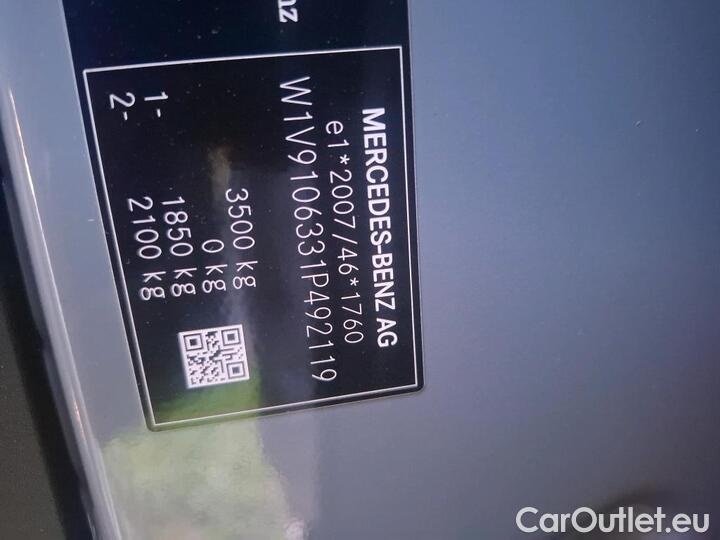 nz
MERCEDES-BENZ AG
e1*2007/46*1760
W1V9106331P492119
3500 kg
0 kg
1- 1850 kg
2- 2100 kg
CarOutlet.eu